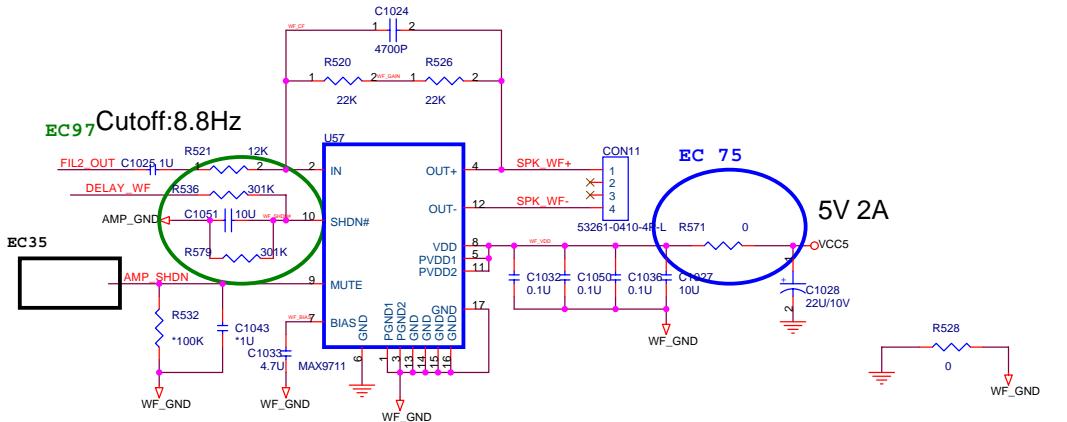 C1024
WF_CF
1 2
4700P
R520 R526
1 2 WF_GAIN 1 2
22K 22K
EC97 Cutoff:8.8Hz
U57
R521 12K
FIL2_OUT C1025 1U 1 2 2 IN
OUT+ 4 SPK_WF+
CON11
1
2
3
4
53261-0410-4P-L
EC 75
DELAY_WF R536 301K
AMP_GND C1051 10U WF_SHDN# 10 SHDN#
OUT- 12 SPK_WF-
R579 301K
5V 2A
R571 0
VCC5
VDD 8 WF_VDD
PVDD1 5
PVDD2 11
EC35
AMP_SHDN 9 MUTE
C1032 0.1U
C1050 0.1U
C1036 0.1U
C1027 10U
1
+
C1028
22U/10V
2
GND 17
R532
*100K
C1043
*1U
WF_BIAS 7 BIAS
C1033
4.7U
GND
PGND1
PGND2
GND
GND
GND
GND
6 1 3 13 14 15 16
MAX9711
WF_GND
R528
0
WF_GND
WF_GND
WF_GND
WF_GND